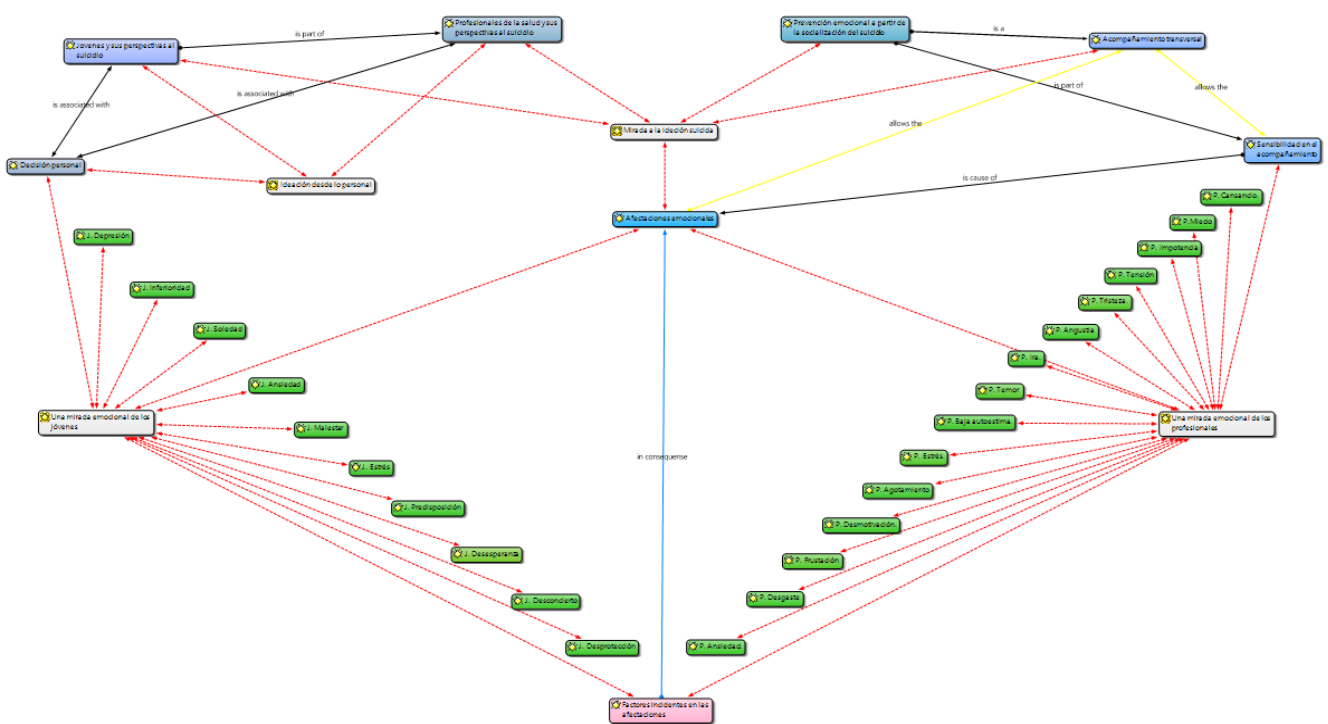 Profesionales de la salud y sus
perspectivas al suicidio
Prevención emocional a partir de
la socialización del suicidio
Jóvenes y sus perspectivas al
suicidio
is part of
is a
Acompañamiento transversal
is associated with
is associated with
is part of
allows the
allows the
Mirada a la ideción suicida
Sensibilidad en el
acompañamiento
Decisión personal
Ideación desde lo personal
is cause of
P. Cansancio.
Afectaciones emocionales
P.Miedo
J. Depresión
P. Impotencia
P. Tensión
J. Inferioridad
P. Tristeza.
J. Soledad
P. Angustia
P. Ira.
J. Ansiedad
P. Temor
Una mirada emocional de los
jóvenes
Una mirada emocional de los
profesionales
P. Baja autoestima
J. Malestar
in consequense
P. Estrés.
J. Estrés
P. Agotamiento
J. Predisposición
P. Desmotivación.
J. Desesperanza
P. Frustación
J. Desconcierto
P. Desgaste
J. Desprotección
P. Ansiedad
Factores incidentes en las
afectaciones